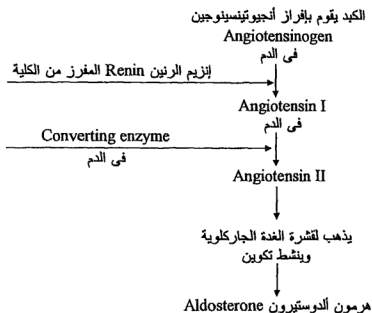 الكبد يقوم بإفراز أنجيوتينسينوجين
Angiotensinogen
فى الدم
إنزيم الرنين Renin المفرز من الكلية
Angiotensin I
فى الدم
Converting enzyme
فى الدم
Angiotensin II
يذهب لقشرة الغدة الجاركلوية
وينشط تكوين
هرمون ألدوستيرون Aldosterone